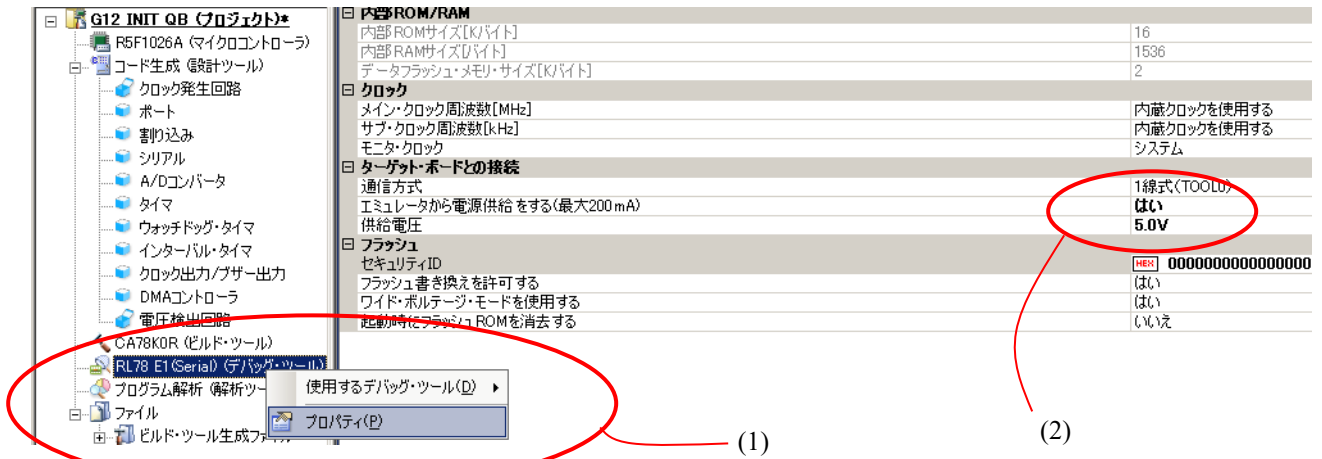 G12 INIT QB (プロジェクト)*
R5F1026A (マイクロコントローラ)
コード生成 (設計ツール)
クロック発生回路
ポート
割り込み
シリアル
A/Dコンバータ
タイマ
ウォッチドッグ・タイマ
インターバル・タイマ
クロック出力/ブザー出力
DMAコントローラ
電圧検出回路
CA78K0R (ビルド・ツール)
RL78 E1(Serial) (デバッグ・ツール)
プログラム解析 (解析ツー
ファイル
ビルド・ツール生成ファイル
使用するデバッグ・ツール(D)
プロパティ(P)
内部ROM/RAM
内部ROMサイズ[Kバイト] 16
内部RAMサイズ[バイト] 1536
データフラッシュ・メモリ・サイズ[Kバイト] 2
クロック
メイン・クロック周波数[MHz] 内蔵クロックを使用する
サブ・クロック周波数[kHz] 内蔵クロックを使用する
モニタ・クロック システム
ターゲット・ボードとの接続
通信方式 1線式(TOOL0)
エミュレータから電源供給をする(最大200mA) はい
供給電圧 5.0V
フラッシュ
セキュリティID HEX 0000000000000000
フラッシュ書き換えを許可する はい
ワイド・ボルテージ・モードを使用する はい
起動時にフラッシュROMを消去する いいえ
(1)
(2)